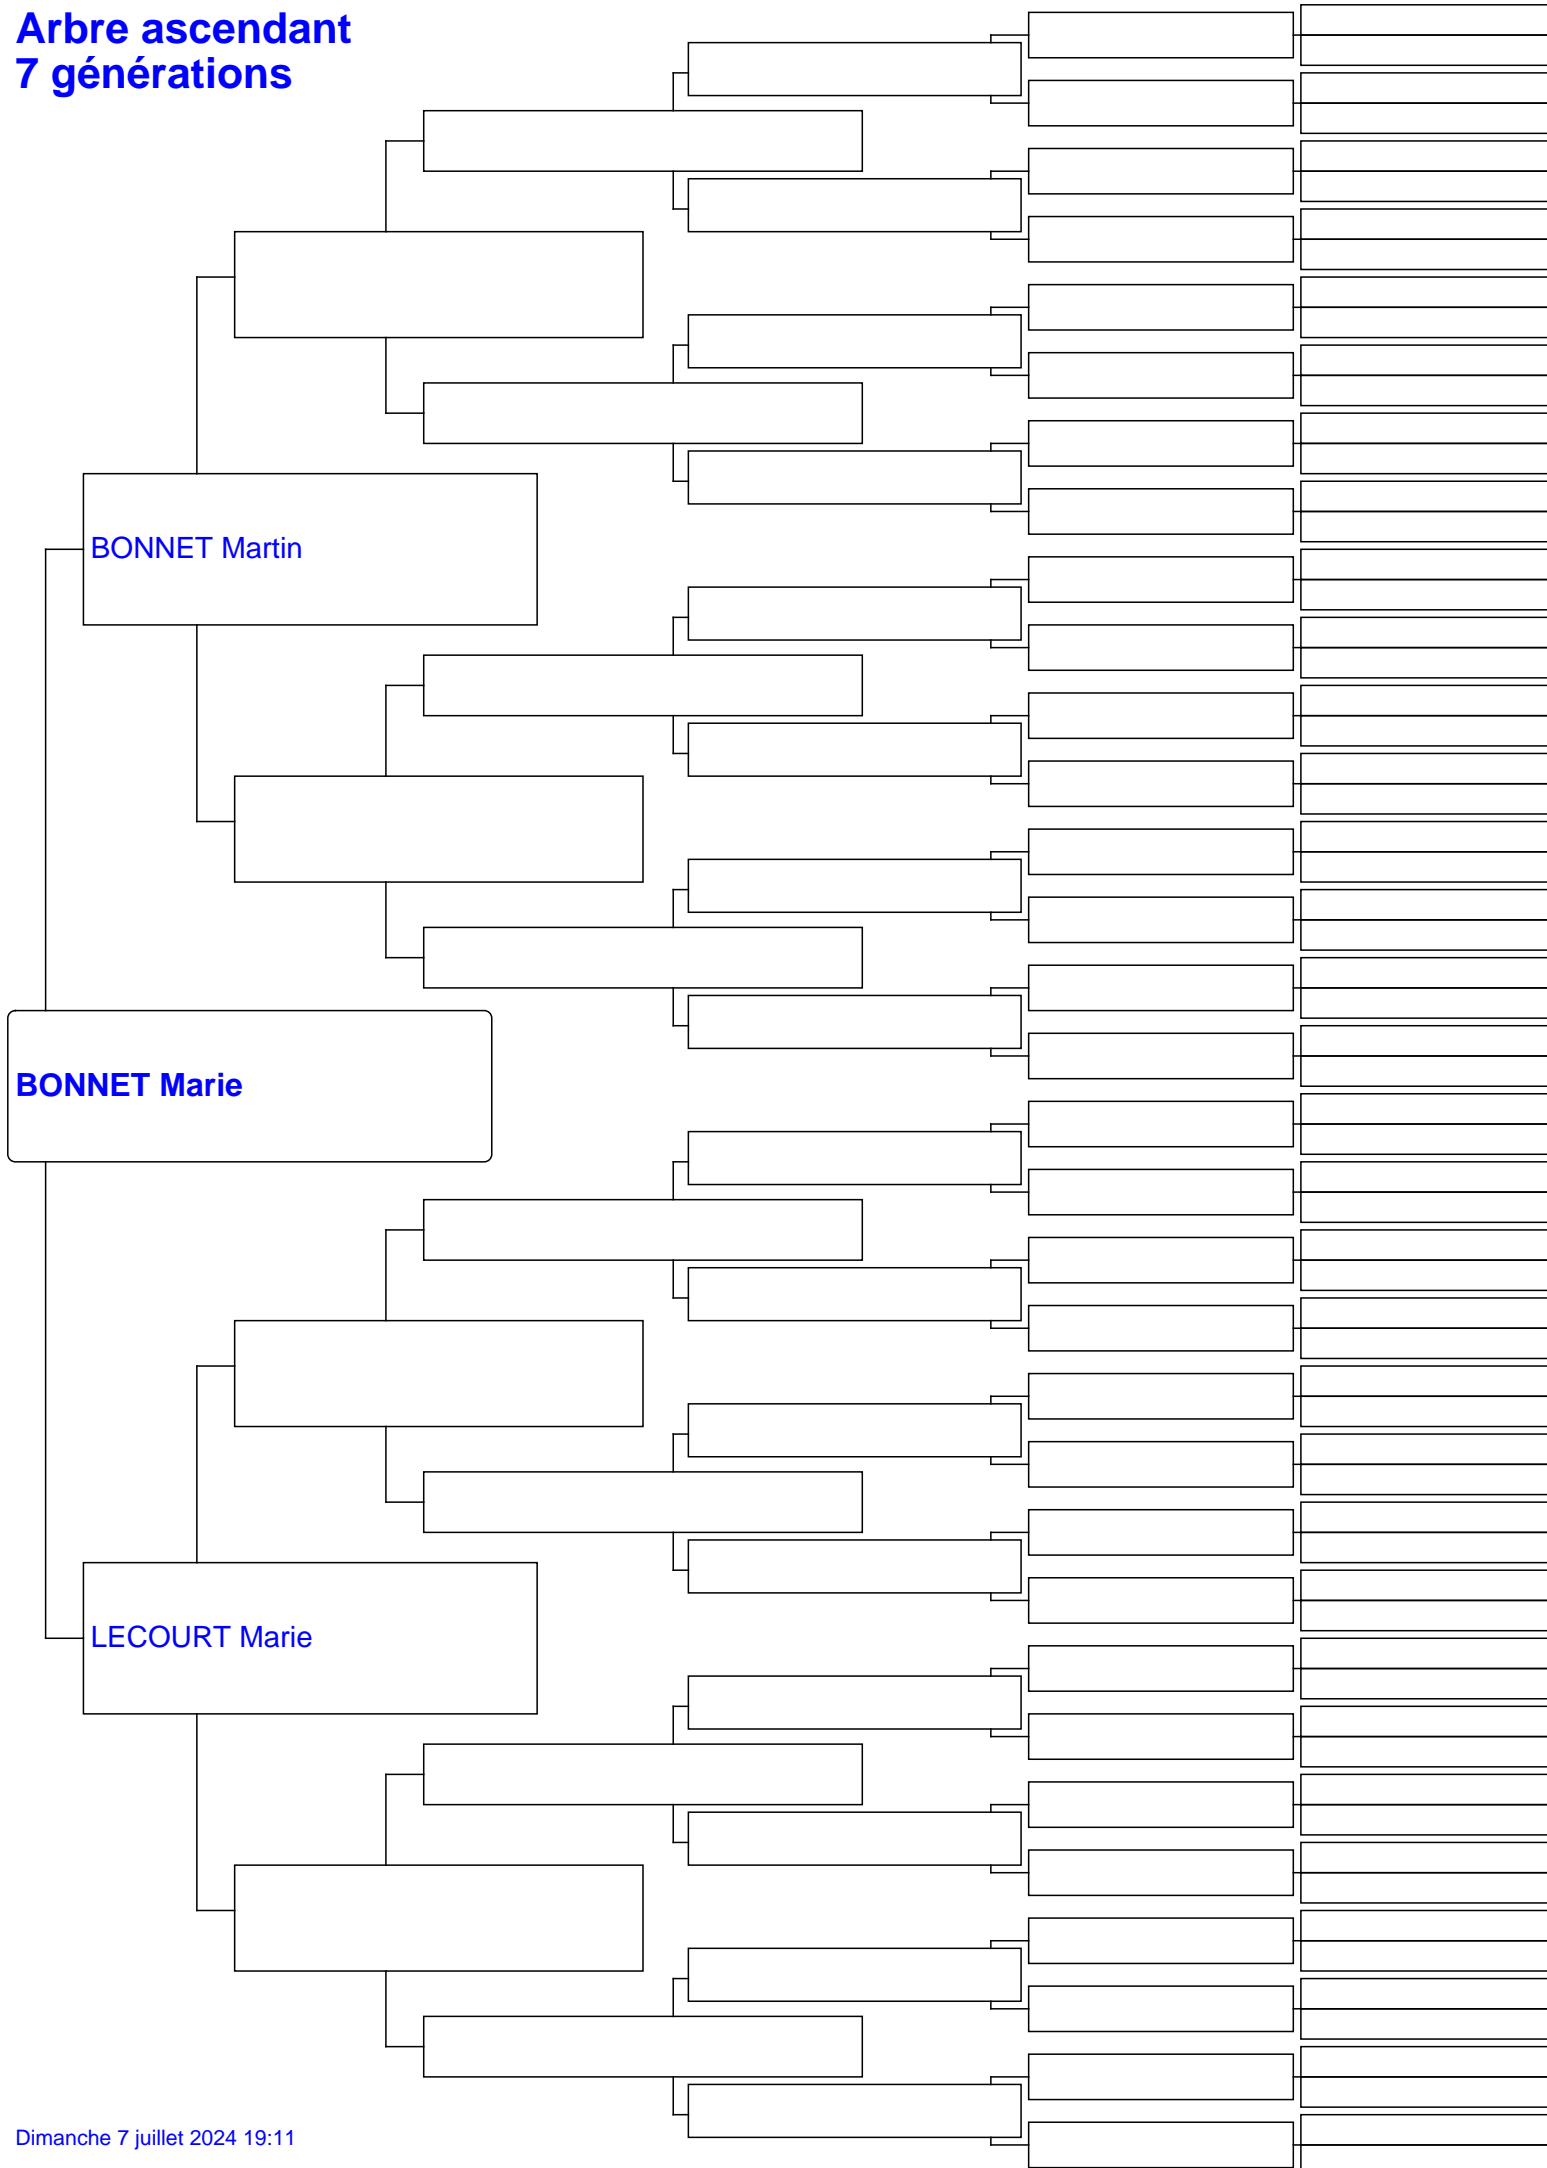 Arbre ascendant
7 générations
BONNET Martin
BONNET Marie
LECOURT Marie
Dimanche 7 juillet 2024 19:11